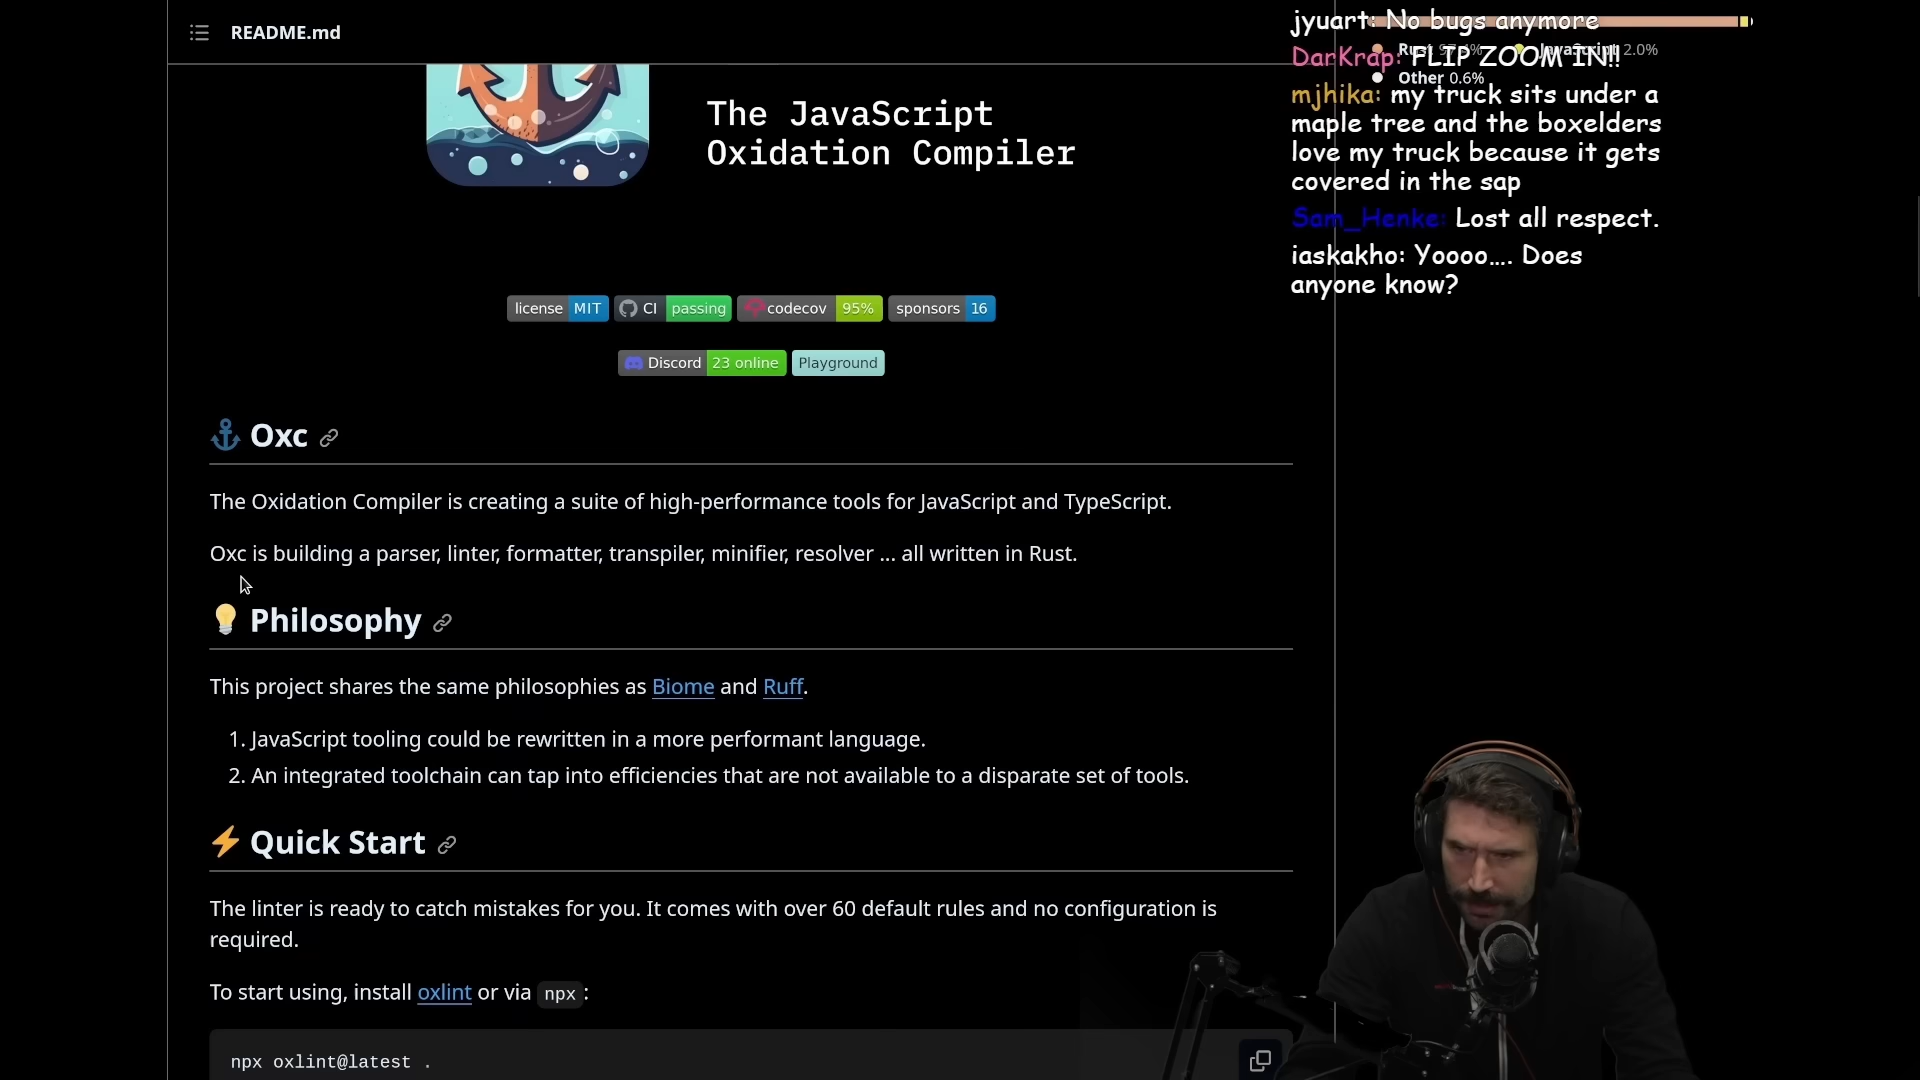 README.md
The JavaScript
Oxidation Compiler
license MIT
CI passing
codecov 95%
sponsors 16
Discord 23 online
Playground
Oxc
The Oxidation Compiler is creating a suite of high-performance tools for JavaScript and TypeScript.
Oxc is building a parser, linter, formatter, transpiler, minifier, resolver ... all written in Rust.
Philosophy
This project shares the same philosophies as Biome and Ruff.
1. JavaScript tooling could be rewritten in a more performant language.
2. An integrated toolchain can tap into efficiencies that are not available to a disparate set of tools.
Quick Start
The linter is ready to catch mistakes for you. It comes with over 60 default rules and no configuration is
required.
To start using, install oxlint or via npx:
npx oxlint@latest .
jyuart: No bugs anymore
JavaScript 2.0%
DarKrap: FLIP ZOOM IN!!
Other 0.6%
mjhika: my truck sits under a
maple tree and the boxelders
love my truck because it gets
covered in the sap
Sam_Henke: Lost all respect.
iaskakho: Yoooo.... Does
anyone know?